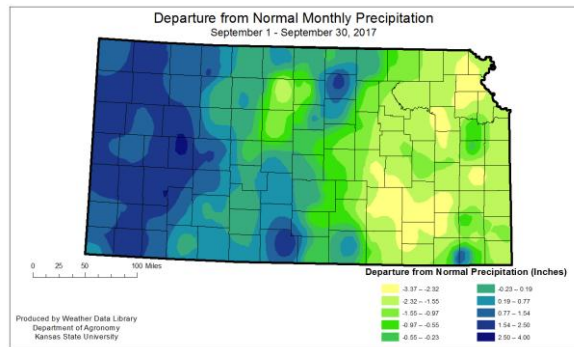 Departure from Normal Monthly Precipitation
September 1 - September 30, 2017
0 25 50 100 Miles
Departure from Normal Precipitation (Inches)
-3.37 - -2.32
-2.32 - -1.55
-1.55 - -0.97
-0.97 - -0.55
-0.55 - -0.23
-0.23 - 0.19
0.19 - 0.77
0.77 - 1.54
1.54 - 2.50
2.50 - 4.00
Produced by Weather Data Library
Department of Agronomy
Kansas State University